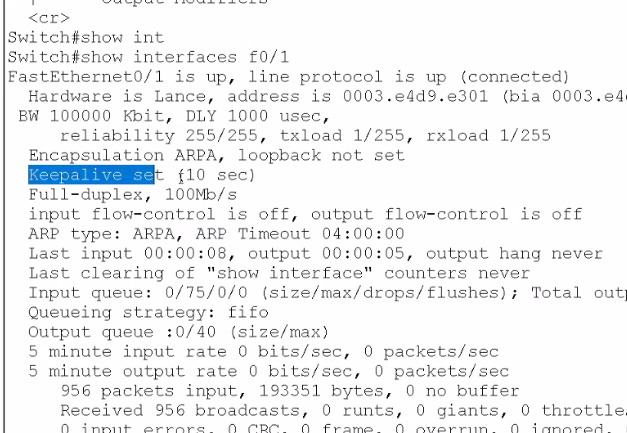 | Output Modifiers
<cr>
Switch#show int
Switch#show interfaces f0/1
FastEthernet0/1 is up, line protocol is up (connected)
Hardware is Lance, address is 0003.e4d9.e301 (bia 0003.e4
BW 100000 Kbit, DLY 1000 usec,
reliability 255/255, txload 1/255, rxload 1/255
Encapsulation ARPA, loopback not set
Keepalive set (10 sec)
Full-duplex, 100Mb/s
input flow-control is off, output flow-control is off
ARP type: ARPA, ARP Timeout 04:00:00
Last input 00:00:08, output 00:00:05, output hang never
Last clearing of "show interface" counters never
Input queue: 0/75/0/0 (size/max/drops/flushes); Total outp
Queueing strategy: fifo
Output queue :0/40 (size/max)
5 minute input rate 0 bits/sec, 0 packets/sec
5 minute output rate 0 bits/sec, 0 packets/sec
956 packets input, 193351 bytes, 0 no buffer
Received 956 broadcasts, 0 runts, 0 giants, 0 throttle
0 input errors, 0 CRC, 0 frame, 0 overrun, 0 ignored,